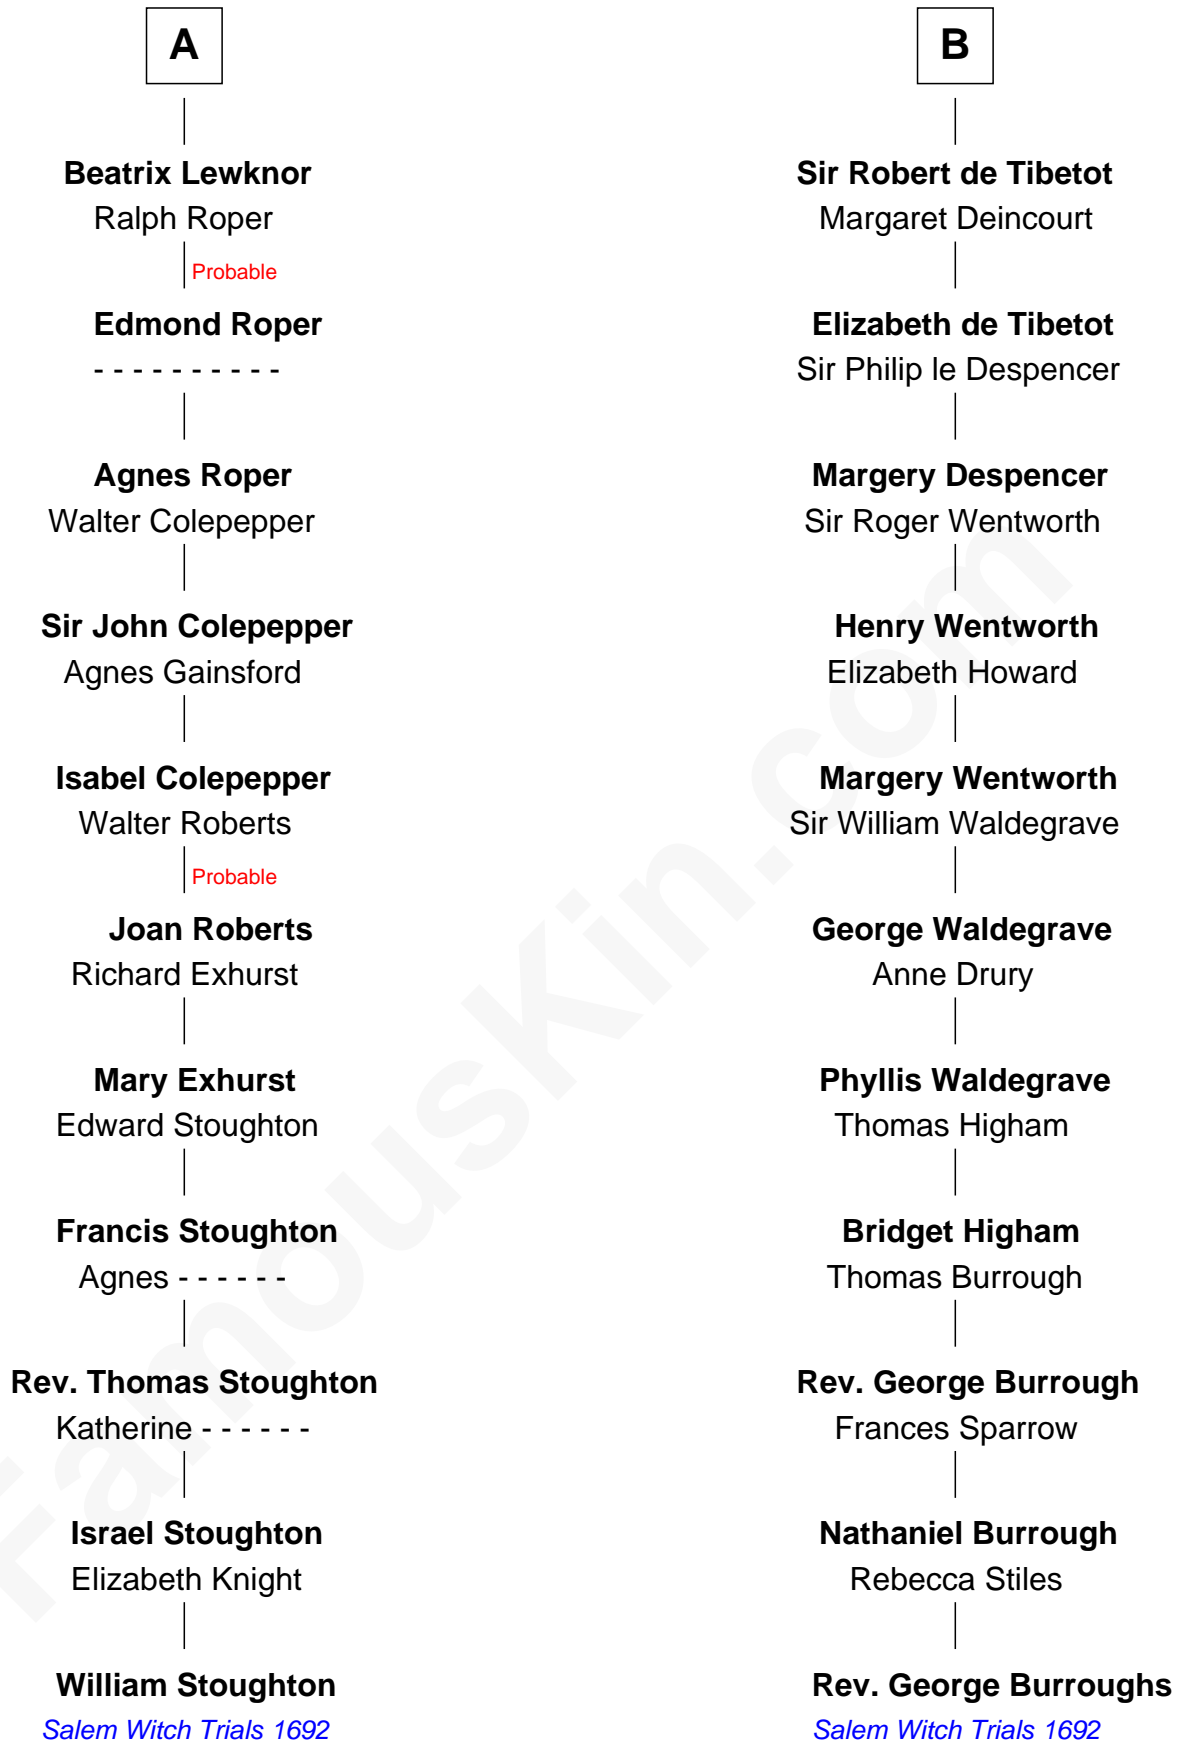 A
Beatrix Lewknor
Ralph Roper
Probable
Edmond Roper
- - - - - - - - - -
Agnes Roper
Walter Colepepper
Sir John Colepepper
Agnes Gainsford
Isabel Colepepper
Walter Roberts
Probable
Joan Roberts
Richard Exhurst
Mary Exhurst
Edward Stoughton
Francis Stoughton
Agnes - - - - - -
Rev. Thomas Stoughton
Katherine - - - - - -
Israel Stoughton
Elizabeth Knight
William Stoughton
Salem Witch Trials 1692
B
Sir Robert de Tibetot
Margaret Deincourt
Elizabeth de Tibetot
Sir Philip le Despencer
Margery Despencer
Sir Roger Wentworth
Henry Wentworth
Elizabeth Howard
Margery Wentworth
Sir William Waldegrave
George Waldegrave
Anne Drury
Phyllis Waldegrave
Thomas Higham
Bridget Higham
Thomas Burrough
Rev. George Burrough
Frances Sparrow
Nathaniel Burrough
Rebecca Stiles
Rev. George Burroughs
Salem Witch Trials 1692
FamousKin.com